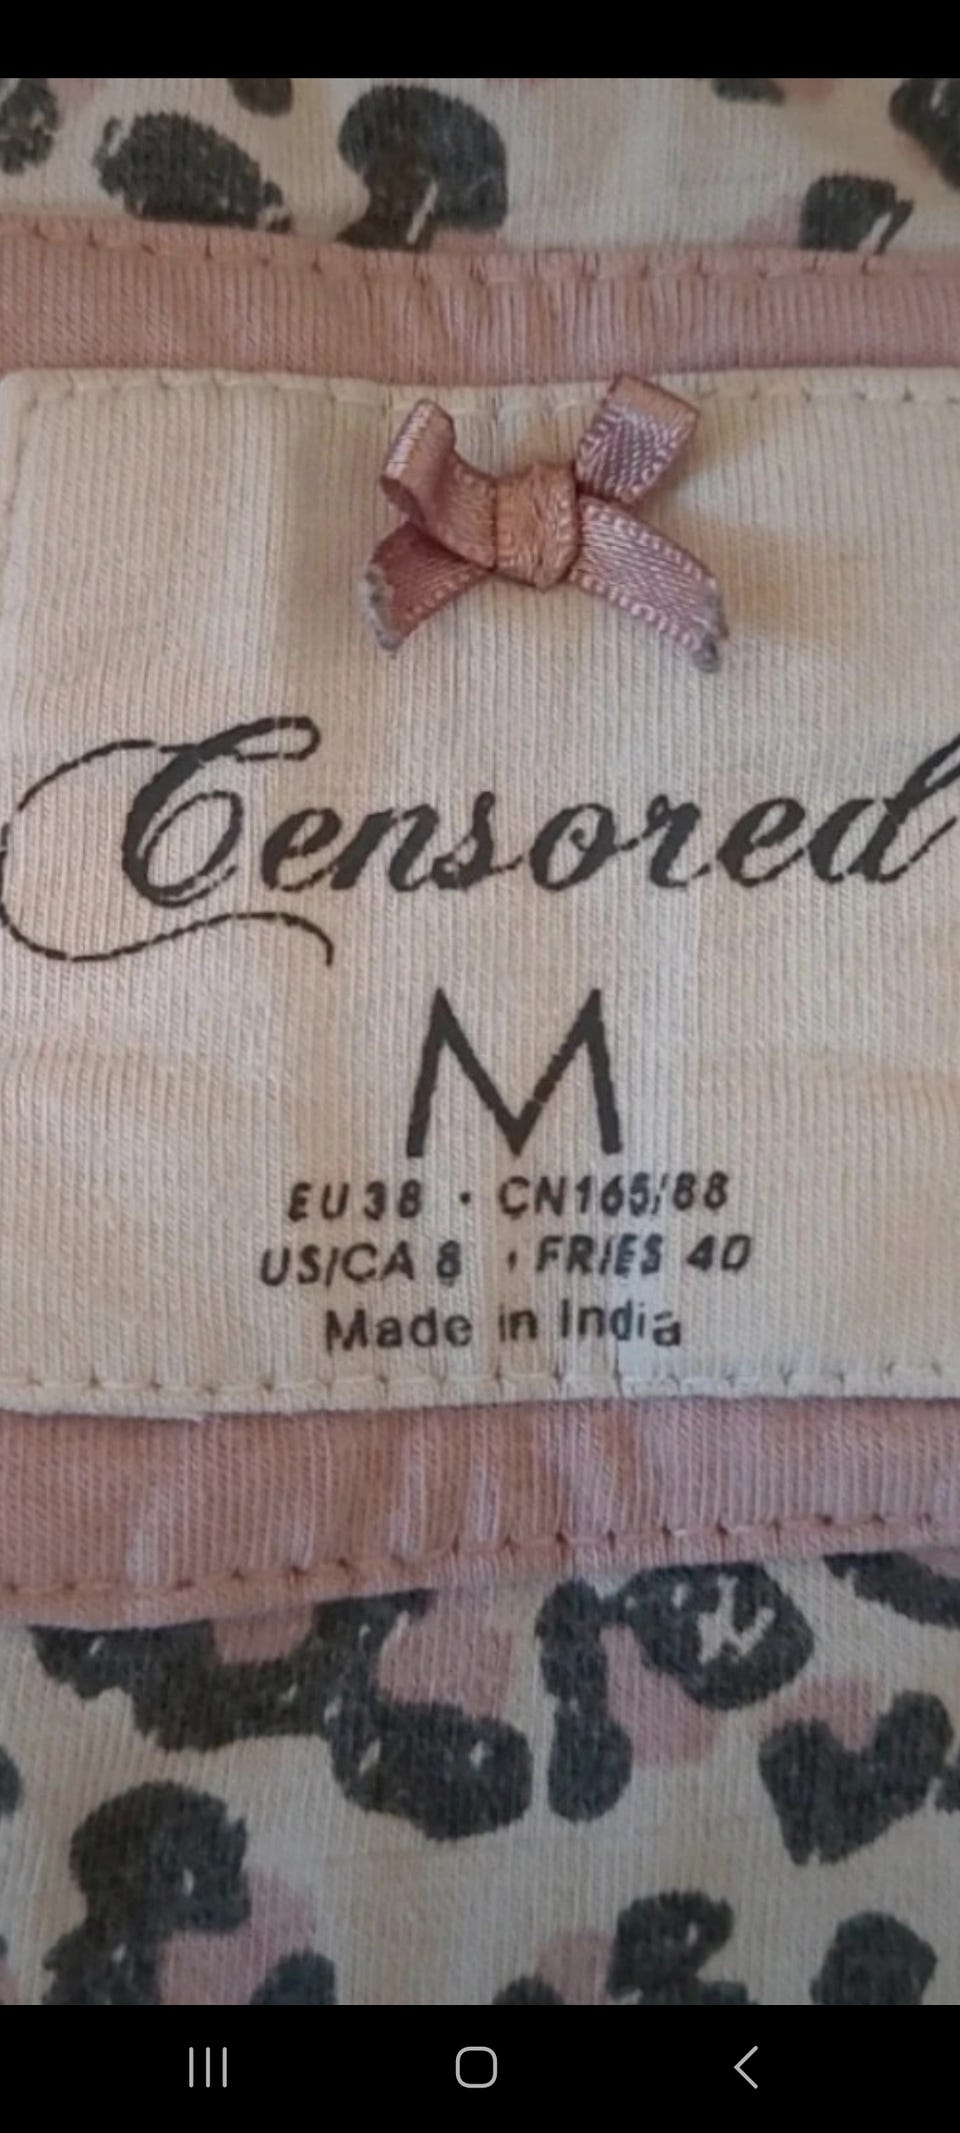 Censored
M
EU 38 · CN165/88
US/CA 8 · FR/ES 40
Made in India